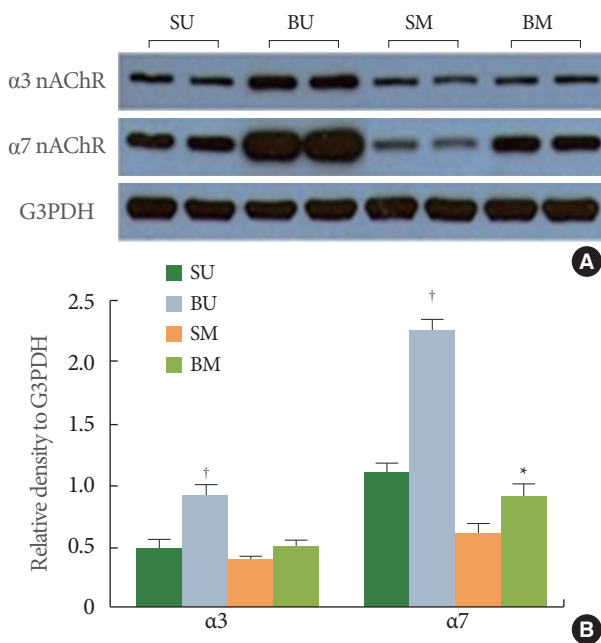 SU BU SM BM
α3 nAChR
α7 nAChR
G3PDH
A
SU
BU
SM
BM
Relative density to G3PDH
2.5
2.0
1.5
1.0
0.5
0
†
†
*
α3 α7
B